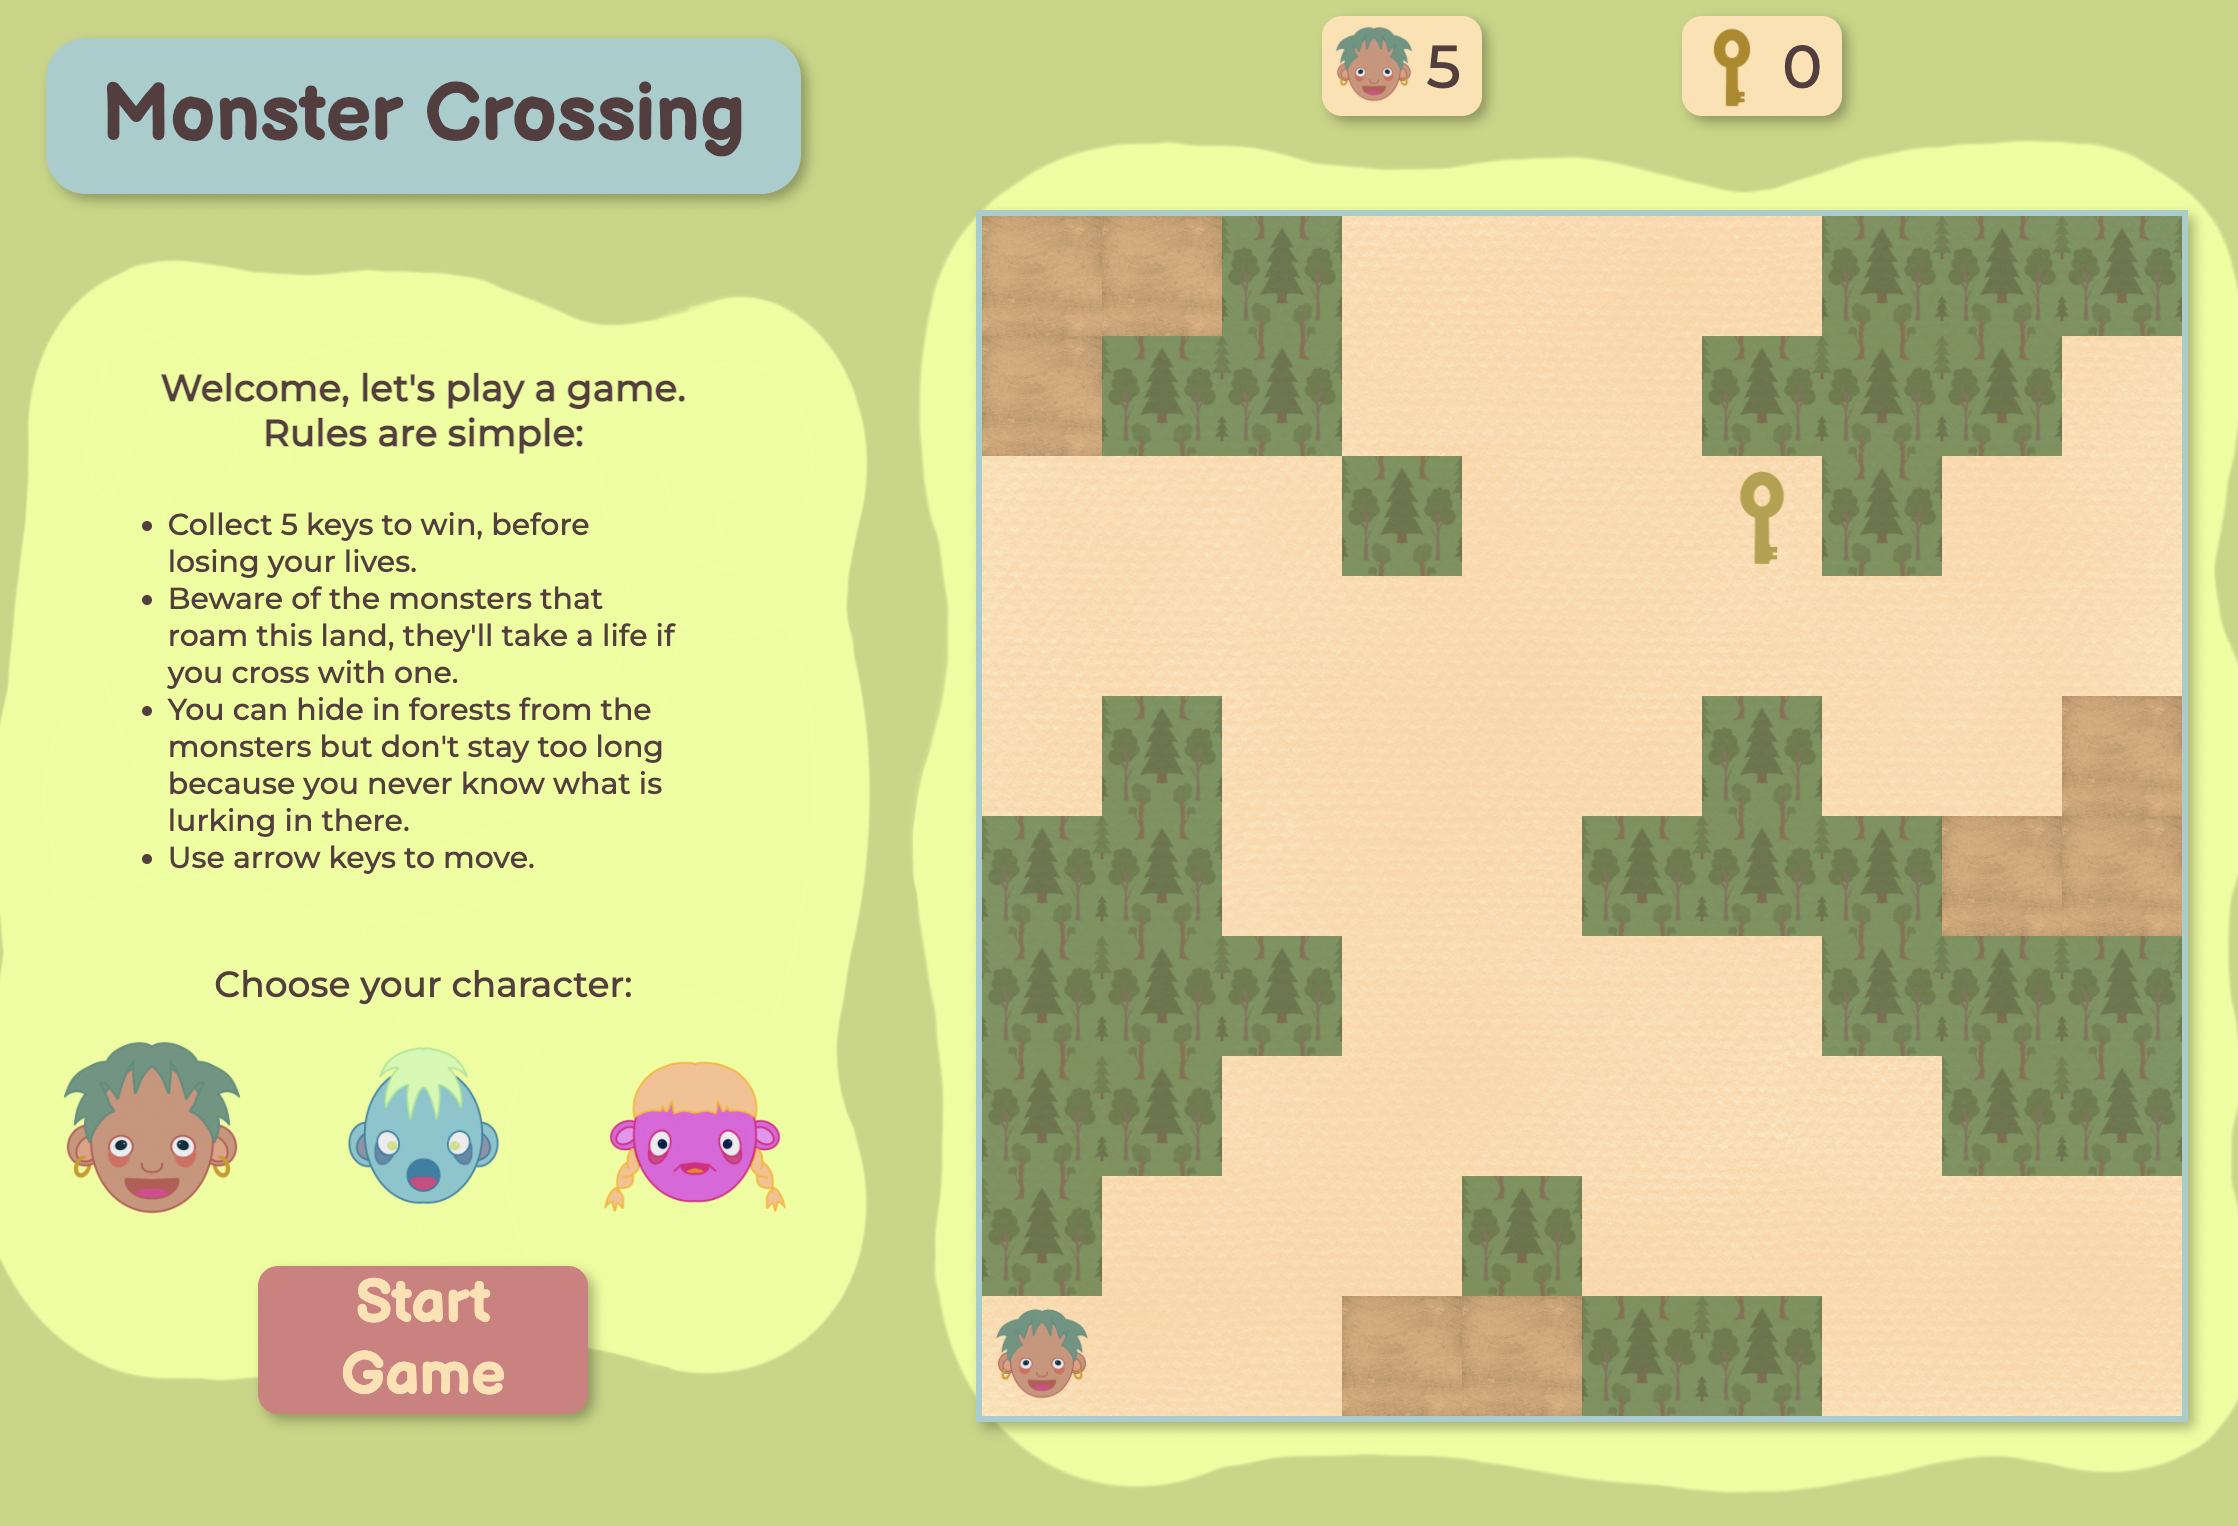 Monster Crossing
5
0
Welcome, let's play a game.
Rules are simple:
Collect 5 keys to win, before
losing your lives.
Beware of the monsters that
roam this land, they'll take a life if
you cross with one.
You can hide in forests from the
monsters but don't stay too long
because you never know what is
lurking in there.
Use arrow keys to move.
Choose your character:
Start
Game